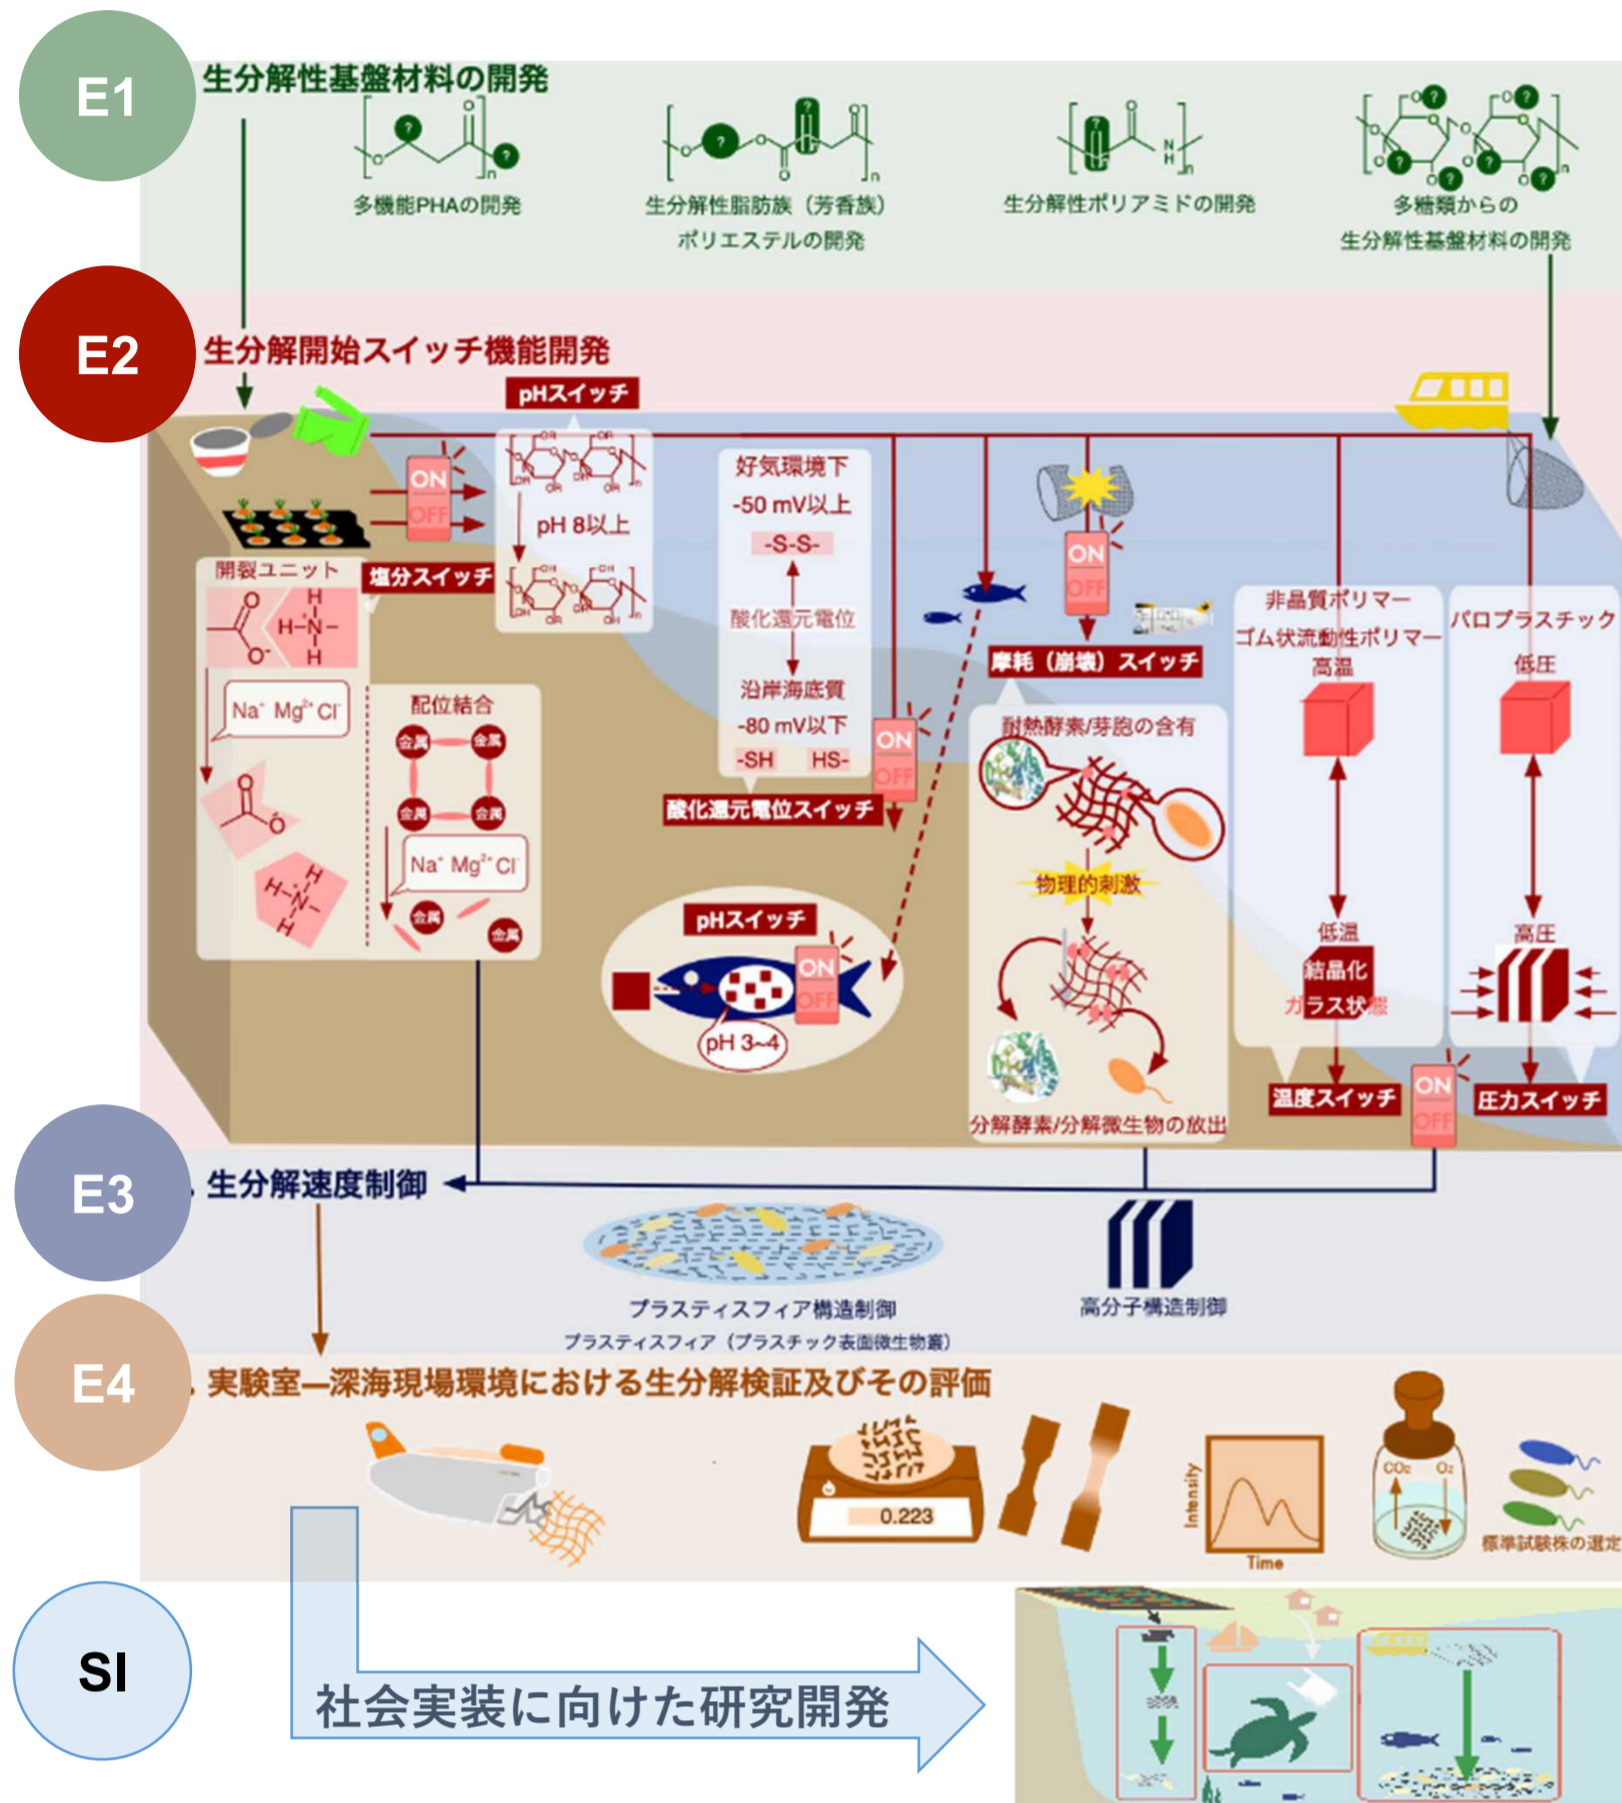 E1
生分解性基盤材料の開発
多機能PHAの開発
生分解性脂肪族（芳香族）
ポリエステルの開発
生分解性ポリアミドの開発
多糖類からの
生分解性基盤材料の開発
E2
生分解開始スイッチ機能開発
pHスイッチ
pH 8以上
ON
OFF
塩分スイッチ
開裂ユニット
Na⁺ Mg²⁺ Cl⁻
配位結合
金属
金属
金属
金属
Na⁺ Mg²⁺ Cl⁻
金属
金属
好気環境下
-50 mV以上
-S-S-
酸化還元電位
沿岸海底質
-80 mV以下
-SH HS-
ON
OFF
酸化還元電位スイッチ
pHスイッチ
ON
OFF
pH 3~4
ON
OFF
摩耗（崩壊）スイッチ
耐熱酵素/芽胞の含有
物理的刺激
分解酵素/分解微生物の放出
非晶質ポリマー
ゴム状流動性ポリマー
高温
低温
結晶化
ガラス状態
温度スイッチ
バロプラスチック
低圧
高圧
圧力スイッチ
ON
OFF
E3
. 生分解速度制御
プラスティスフィア構造制御
プラスティスフィア（プラスチック表面微生物叢）
高分子構造制御
E4
. 実験室―深海現場環境における生分解検証及びその評価
0.223
Intensity
Time
CO₂ O₂
標準試験株の選定
SI
社会実装に向けた研究開発